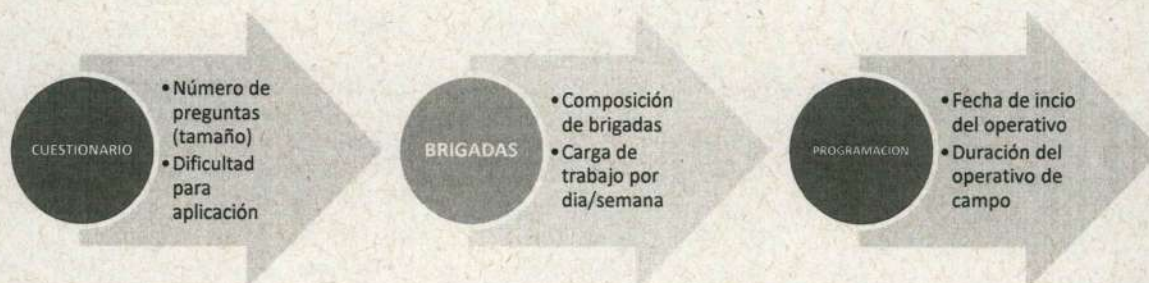 CUESTIONARIO
•Número de
preguntas
(tamaño)
•Dificultad
para
aplicación
BRIGADAS
•Composición
de brigadas
•Carga de
trabajo por
dia/semana
PROGRAMACION
•Fecha de incio
del operativo
•Duración del
operativo de
campo